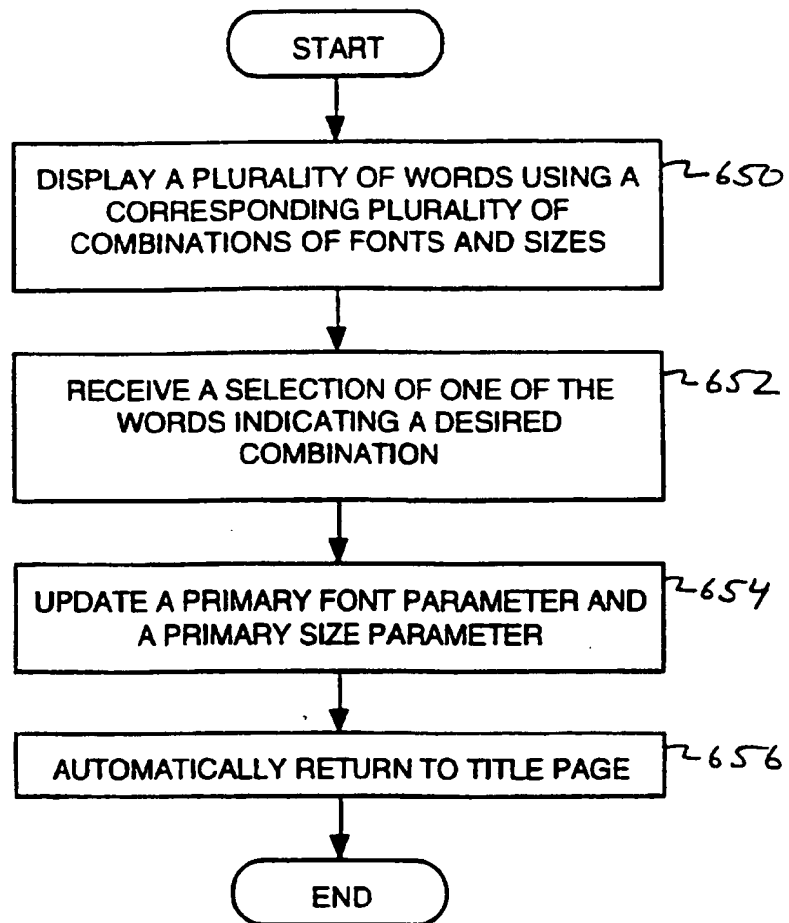 START
DISPLAY A PLURALITY OF WORDS USING A
CORRESPONDING PLURALITY OF
COMBINATIONS OF FONTS AND SIZES
650
RECEIVE A SELECTION OF ONE OF THE
WORDS INDICATING A DESIRED
COMBINATION
652
UPDATE A PRIMARY FONT PARAMETER AND
A PRIMARY SIZE PARAMETER
654
AUTOMATICALLY RETURN TO TITLE PAGE
656
END